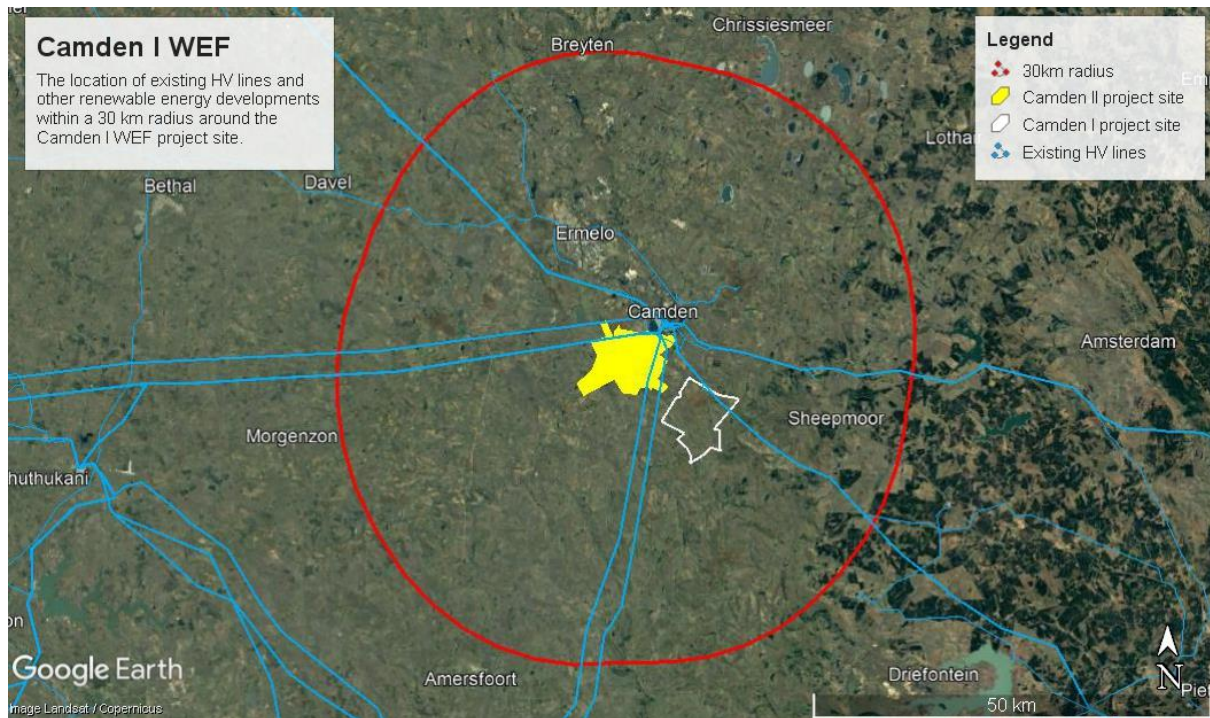 Camden I WEF
The location of existing HV lines and
other renewable energy developments
within a 30 km radius around the
Camden I WEF project site.
Legend
30km radius
Camden II project site
Camden I project site
Existing HV lines
Chrissiesmeer
Breyten
Bethal
Davel
Ermelo
Camden
Amsterdam
Sheepmoor
Morgenzon
huthukani
Amersfoort
Driefontein
Google Earth
Image Landsat / Copernicus
50 km
N